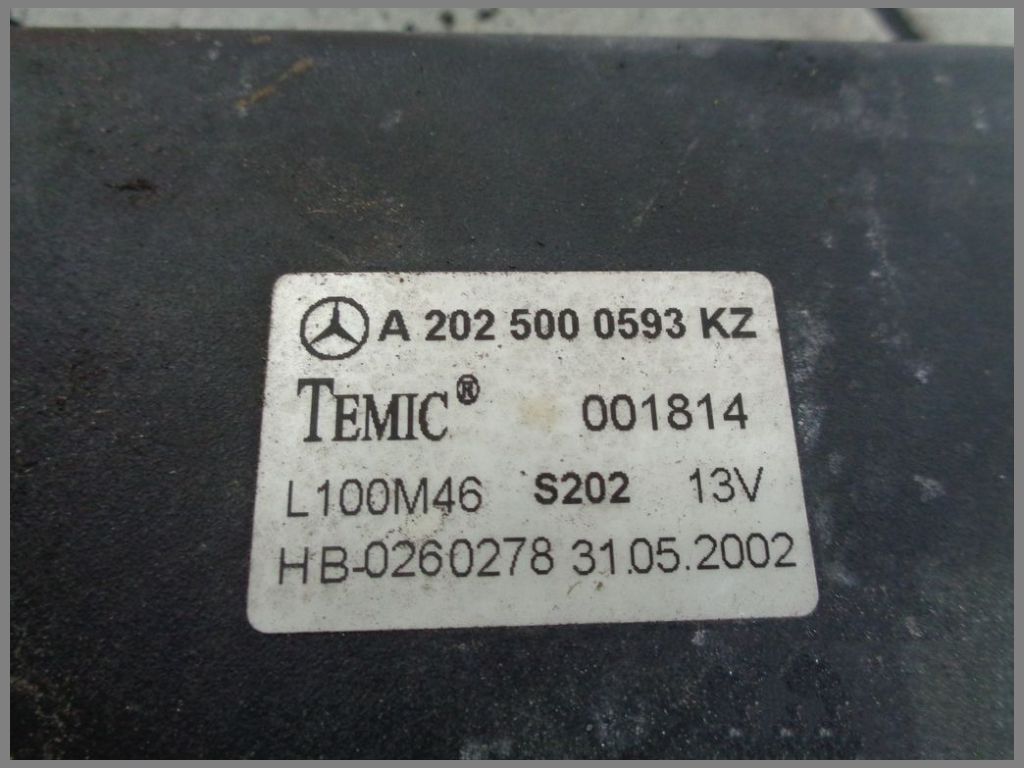 A 202 500 0593 KZ
TEMIC® 001814
L100M46 S202 13V
HB-0260278 31.05.2002